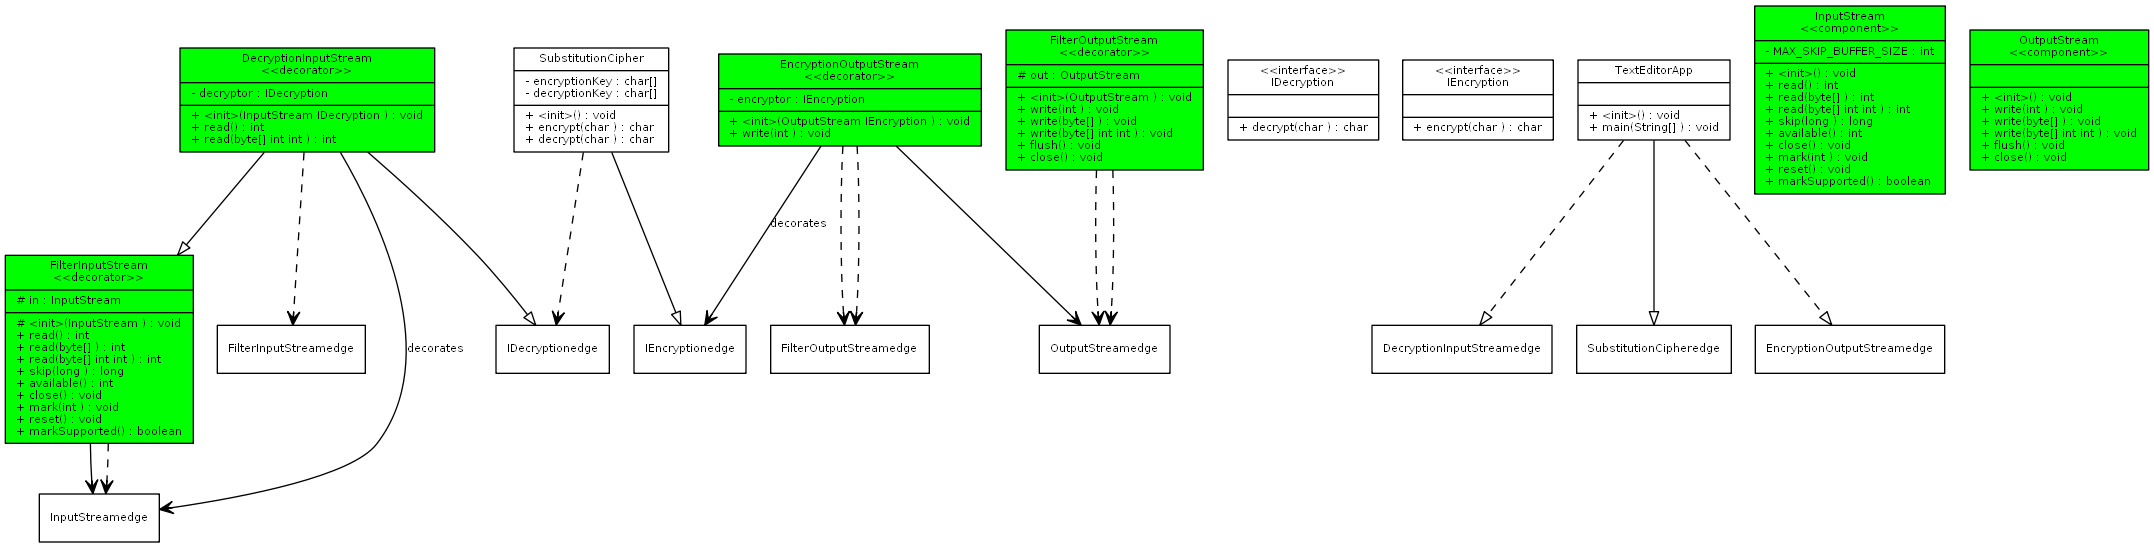 DecryptionInputStream
<<decorator>>
- decryptor : IDecryption
+ <init>(InputStream IDecryption ) : void
+ read() : int
+ read(byte[] int int ) : int
SubstitutionCipher
- encryptionKey : char[]
- decryptionKey : char[]
+ <init>() : void
+ encrypt(char ) : char
+ decrypt(char ) : char
EncryptionOutputStream
<<decorator>>
- encryptor : IEncryption
+ <init>(OutputStream IEncryption ) : void
+ write(int ) : void
FilterOutputStream
<<decorator>>
# out : OutputStream
+ <init>(OutputStream ) : void
+ write(int ) : void
+ write(byte[] ) : void
+ write(byte[] int int ) : void
+ flush() : void
+ close() : void
<<interface>>
IDecryption
+ decrypt(char ) : char
<<interface>>
IEncryption
+ encrypt(char ) : char
TextEditorApp
+ <init>() : void
+ main(String[] ) : void
InputStream
<<component>>
- MAX_SKIP_BUFFER_SIZE : int
+ <init>() : void
+ read() : int
+ read(byte[] ) : int
+ read(byte[] int int ) : int
+ skip(long ) : long
+ available() : int
+ close() : void
+ mark(int ) : void
+ reset() : void
+ markSupported() : boolean
OutputStream
<<component>>
+ <init>() : void
+ write(int ) : void
+ write(byte[] ) : void
+ write(byte[] int int ) : void
+ flush() : void
+ close() : void
decorates
FilterInputStream
<<decorator>>
# in : InputStream
# <init>(InputStream ) : void
+ read() : int
+ read(byte[] ) : int
+ read(byte[] int int ) : int
+ skip(long ) : long
+ available() : int
+ close() : void
+ mark(int ) : void
+ reset() : void
+ markSupported() : boolean
FilterInputStreamedge
decorates
IDecryptionedge
IEncryptionedge
FilterOutputStreamedge
OutputStreamedge
DecryptionInputStreamedge
SubstitutionCipheredge
EncryptionOutputStreamedge
InputStreamedge